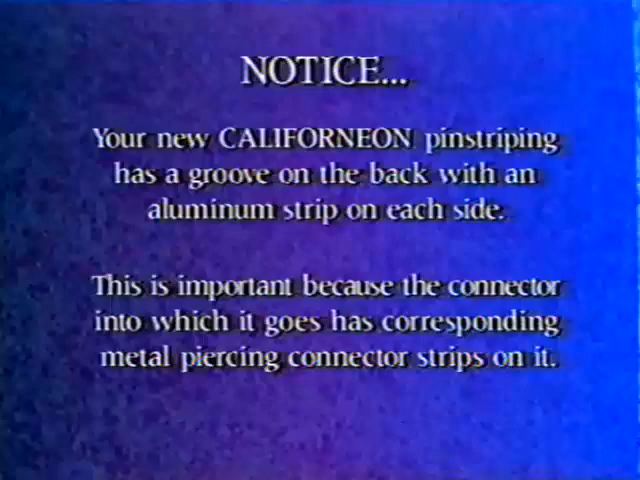 NOTICE...
Your new CALIFORNEON pinstriping
has a groove on the back with an
aluminum strip on each side.
This is important because the connector
into which it goes has corresponding
metal piercing connector strips on it.